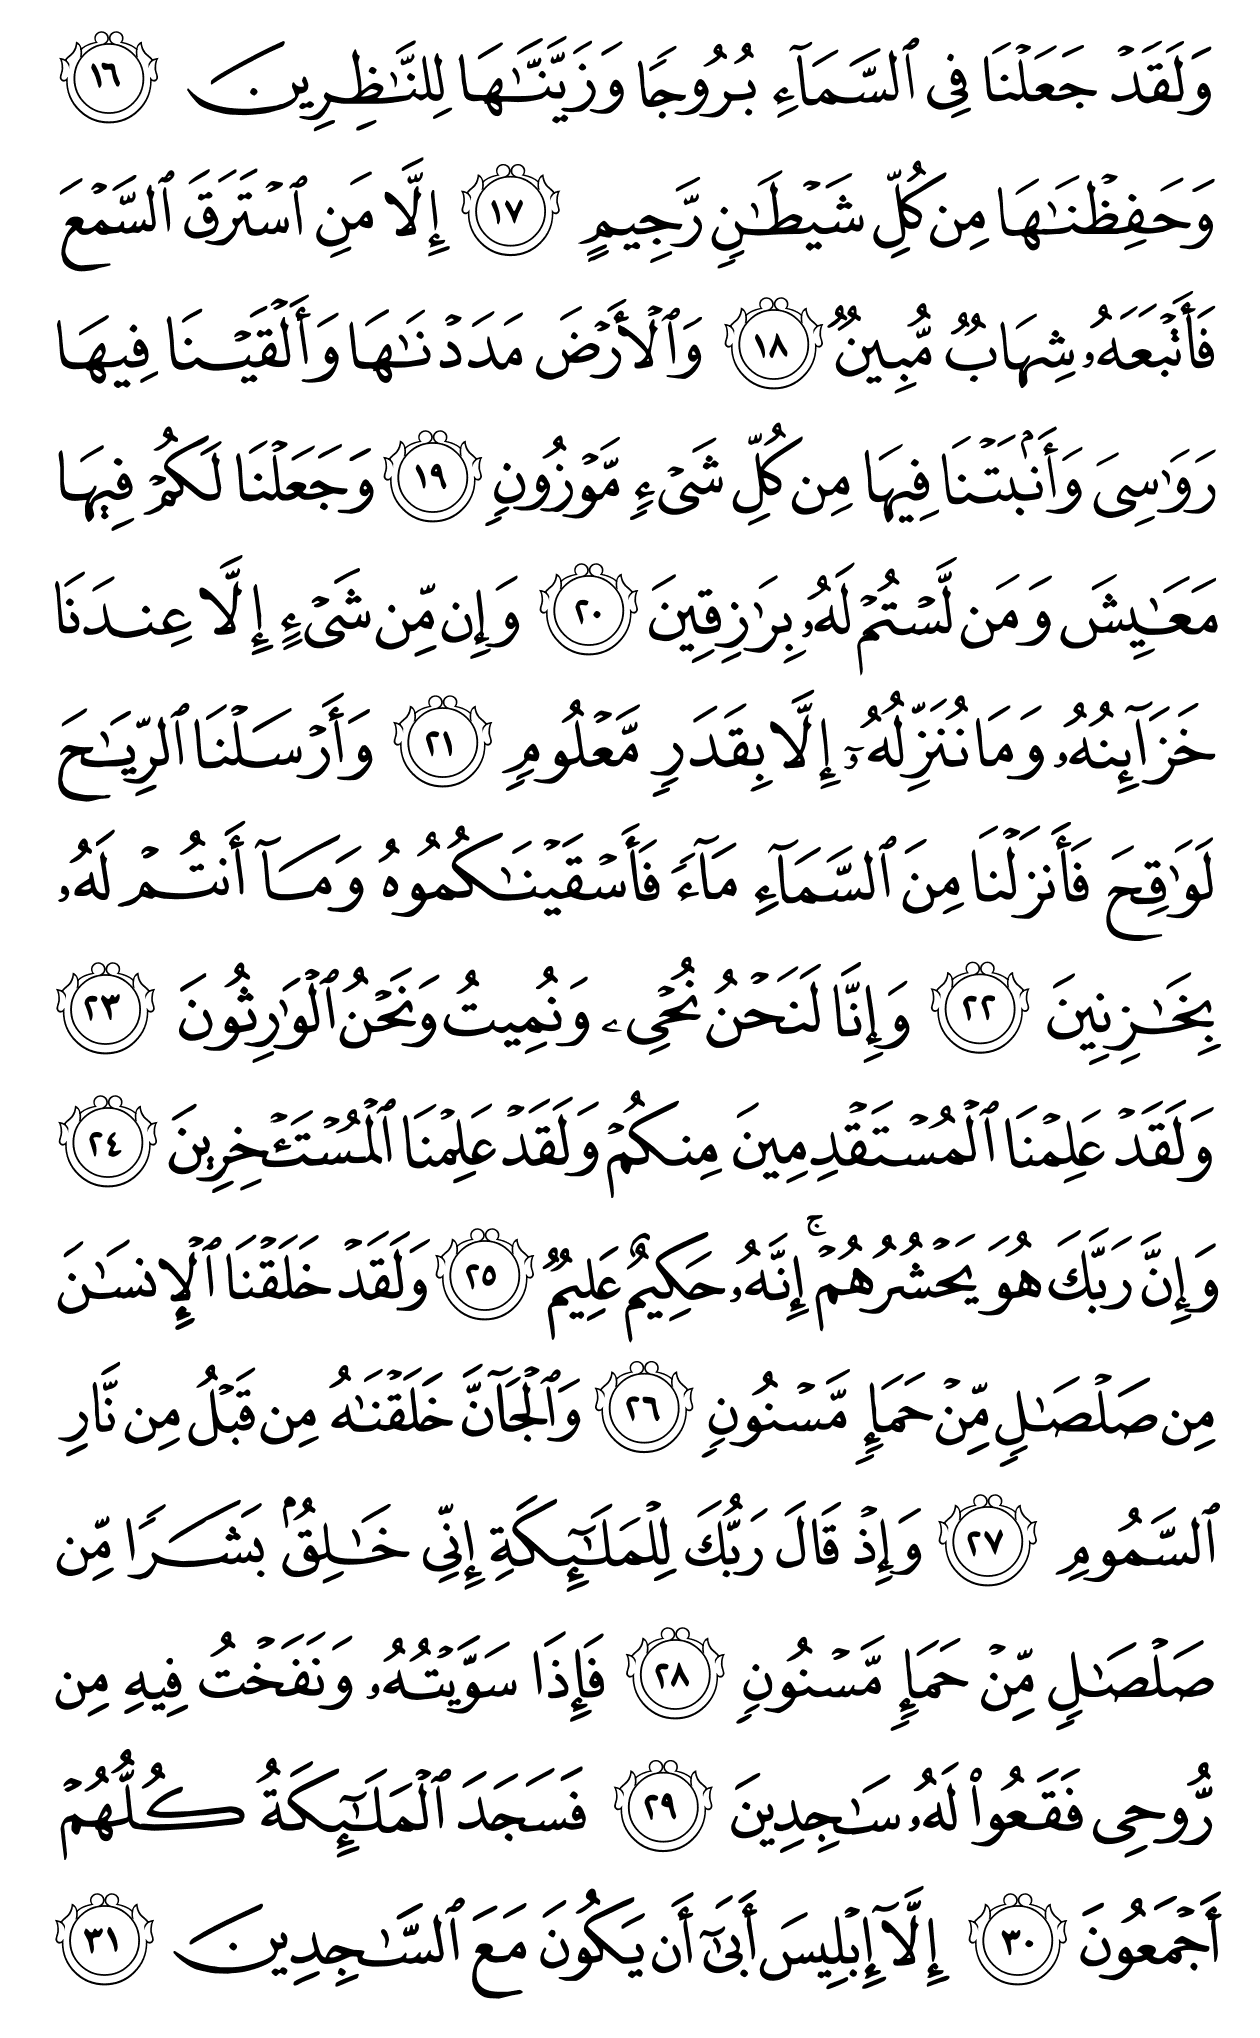 وَلَقَدۡ جَعَلۡنَا فِي ٱلسَّمَآءِ بُرُوجٗا وَزَيَّنَّٰهَا لِلنَّٰظِرِينَ ١٦
وَحَفِظۡنَٰهَا مِن كُلِّ شَيۡطَٰنٖ رَّجِيمٍ ١٧ إِلَّا مَنِ ٱسۡتَرَقَ ٱلسَّمۡعَ
فَأَتۡبَعَهُۥ شِهَابٞ مُّبِينٞ ١٨ وَٱلۡأَرۡضَ مَدَدۡنَٰهَا وَأَلۡقَيۡنَا فِيهَا
رَوَٰسِيَ وَأَنۢبَتۡنَا فِيهَا مِن كُلِّ شَيۡءٖ مَّوۡزُونٖ ١٩ وَجَعَلۡنَا لَكُمۡ فِيهَا
مَعَٰيِشَ وَمَن لَّسۡتُمۡ لَهُۥ بِرَٰزِقِينَ ٢٠ وَإِن مِّن شَيۡءٍ إِلَّا عِندَنَا
خَزَآئِنُهُۥ وَمَا نُنَزِّلُهُۥٓ إِلَّا بِقَدَرٖ مَّعۡلُومٖ ٢١ وَأَرۡسَلۡنَا ٱلرِّيَٰحَ
لَوَٰقِحَ فَأَنزَلۡنَا مِنَ ٱلسَّمَآءِ مَآءٗ فَأَسۡقَيۡنَٰكُمُوهُ وَمَآ أَنتُمۡ لَهُۥ
بِخَٰزِنِينَ ٢٢ وَإِنَّا لَنَحۡنُ نُحۡيِۦ وَنُمِيتُ وَنَحۡنُ ٱلۡوَٰرِثُونَ ٢٣
وَلَقَدۡ عَلِمۡنَا ٱلۡمُسۡتَقۡدِمِينَ مِنكُمۡ وَلَقَدۡ عَلِمۡنَا ٱلۡمُسۡتَـٔۡخِرِينَ ٢٤
وَإِنَّ رَبَّكَ هُوَ يَحۡشُرُهُمۡۚ إِنَّهُۥ حَكِيمٌ عَلِيمٞ ٢٥ وَلَقَدۡ خَلَقۡنَا ٱلۡإِنسَٰنَ
مِن صَلۡصَٰلٖ مِّنۡ حَمَإٖ مَّسۡنُونٖ ٢٦ وَٱلۡجَآنَّ خَلَقۡنَٰهُ مِن قَبۡلُ مِن نَّارِ
ٱلسَّمُومِ ٢٧ وَإِذۡ قَالَ رَبُّكَ لِلۡمَلَٰٓئِكَةِ إِنِّي خَٰلِقُۢ بَشَرٗا مِّن
صَلۡصَٰلٖ مِّنۡ حَمَإٖ مَّسۡنُونٖ ٢٨ فَإِذَا سَوَّيۡتُهُۥ وَنَفَخۡتُ فِيهِ مِن
رُّوحِي فَقَعُواْ لَهُۥ سَٰجِدِينَ ٢٩ فَسَجَدَ ٱلۡمَلَٰٓئِكَةُ كُلُّهُمۡ
أَجۡمَعُونَ ٣٠ إِلَّآ إِبۡلِيسَ أَبَىٰٓ أَن يَكُونَ مَعَ ٱلسَّٰجِدِينَ ٣١